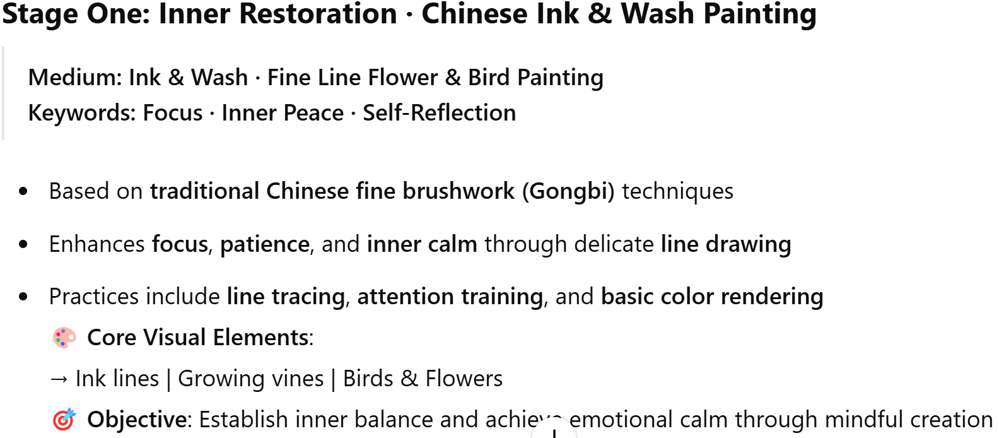 Stage One: Inner Restoration · Chinese Ink & Wash Painting
Medium: Ink & Wash · Fine Line Flower & Bird Painting
Keywords: Focus · Inner Peace · Self-Reflection
• Based on traditional Chinese fine brushwork (Gongbi) techniques
• Enhances focus, patience, and inner calm through delicate line drawing
• Practices include line tracing, attention training, and basic color rendering
🎨 Core Visual Elements:
→ Ink lines | Growing vines | Birds & Flowers
🎯 Objective: Establish inner balance and achieve emotional calm through mindful creation